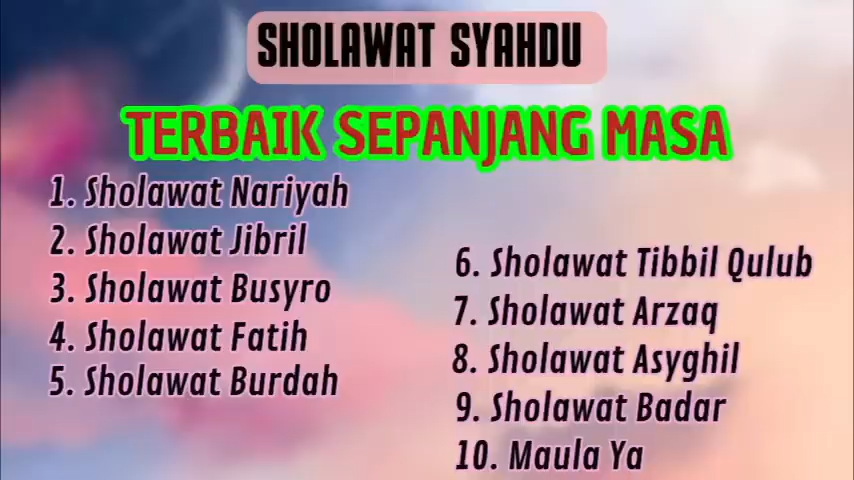 SHOLAWAT SYAHDU
TERBAIK SEPANJANG MASA
1. Sholawat Nariyah
2. Sholawat Jibril
3. Sholawat Busyro
4. Sholawat Fatih
5. Sholawat Burdah
6. Sholawat Tibbil Qulub
7. Sholawat Arzaq
8. Sholawat Asyghil
9. Sholawat Badar
10. Maula Ya